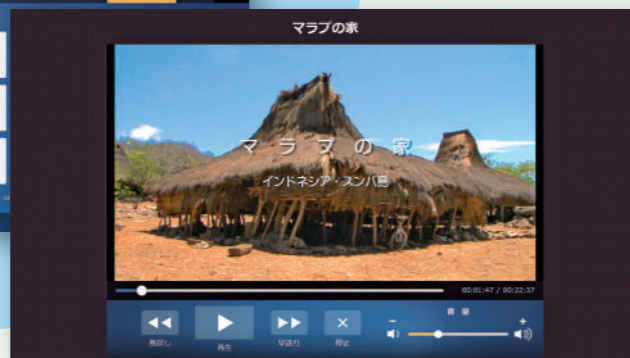 マラプの家
マラプの家
インドネシア・スンバ島
00:01:47 / 00:22:37
音量
− +
巻戻し
再生
早送り
停止